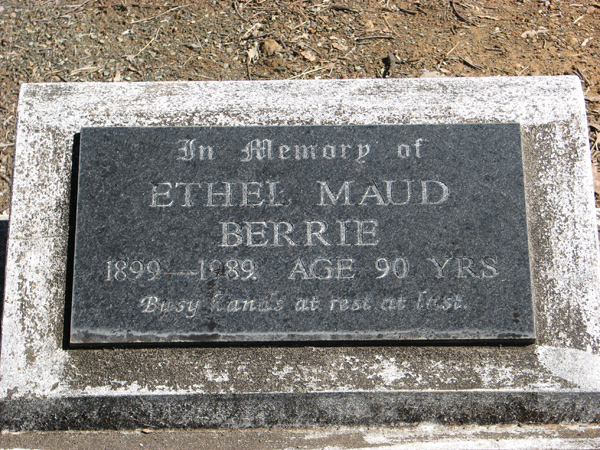 In Memory of
ETHEL MAUD
BERRIE
1899—1989. AGE 90 YRS
Busy hands at rest at last.